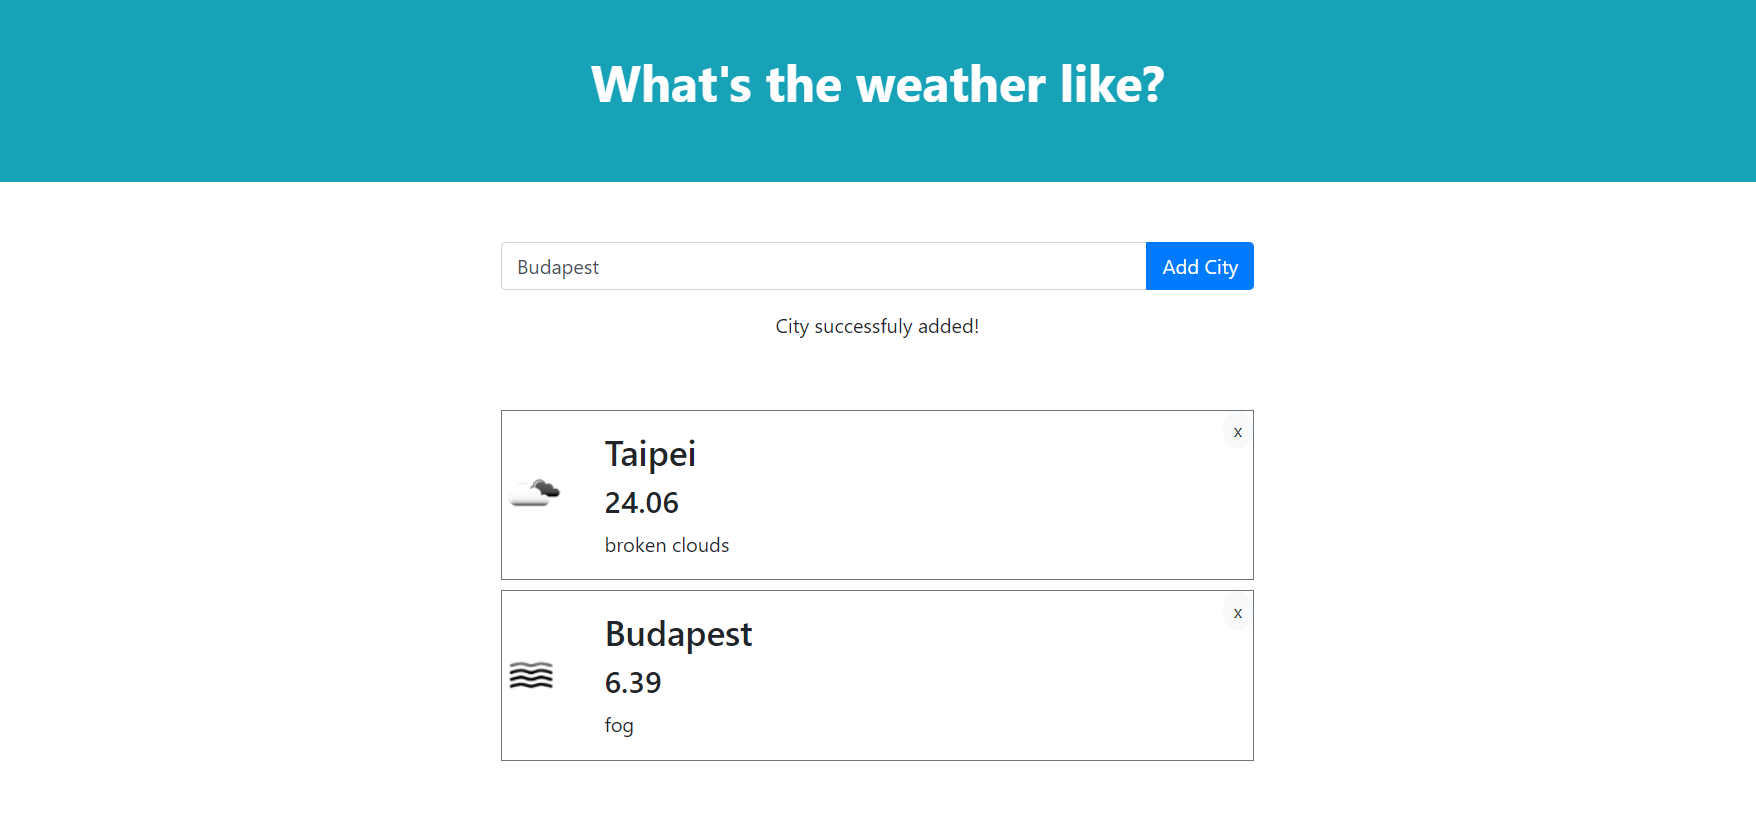 What's the weather like?
Budapest
Add City
City successfuly added!
x
Taipei
24.06
broken clouds
x
Budapest
6.39
fog